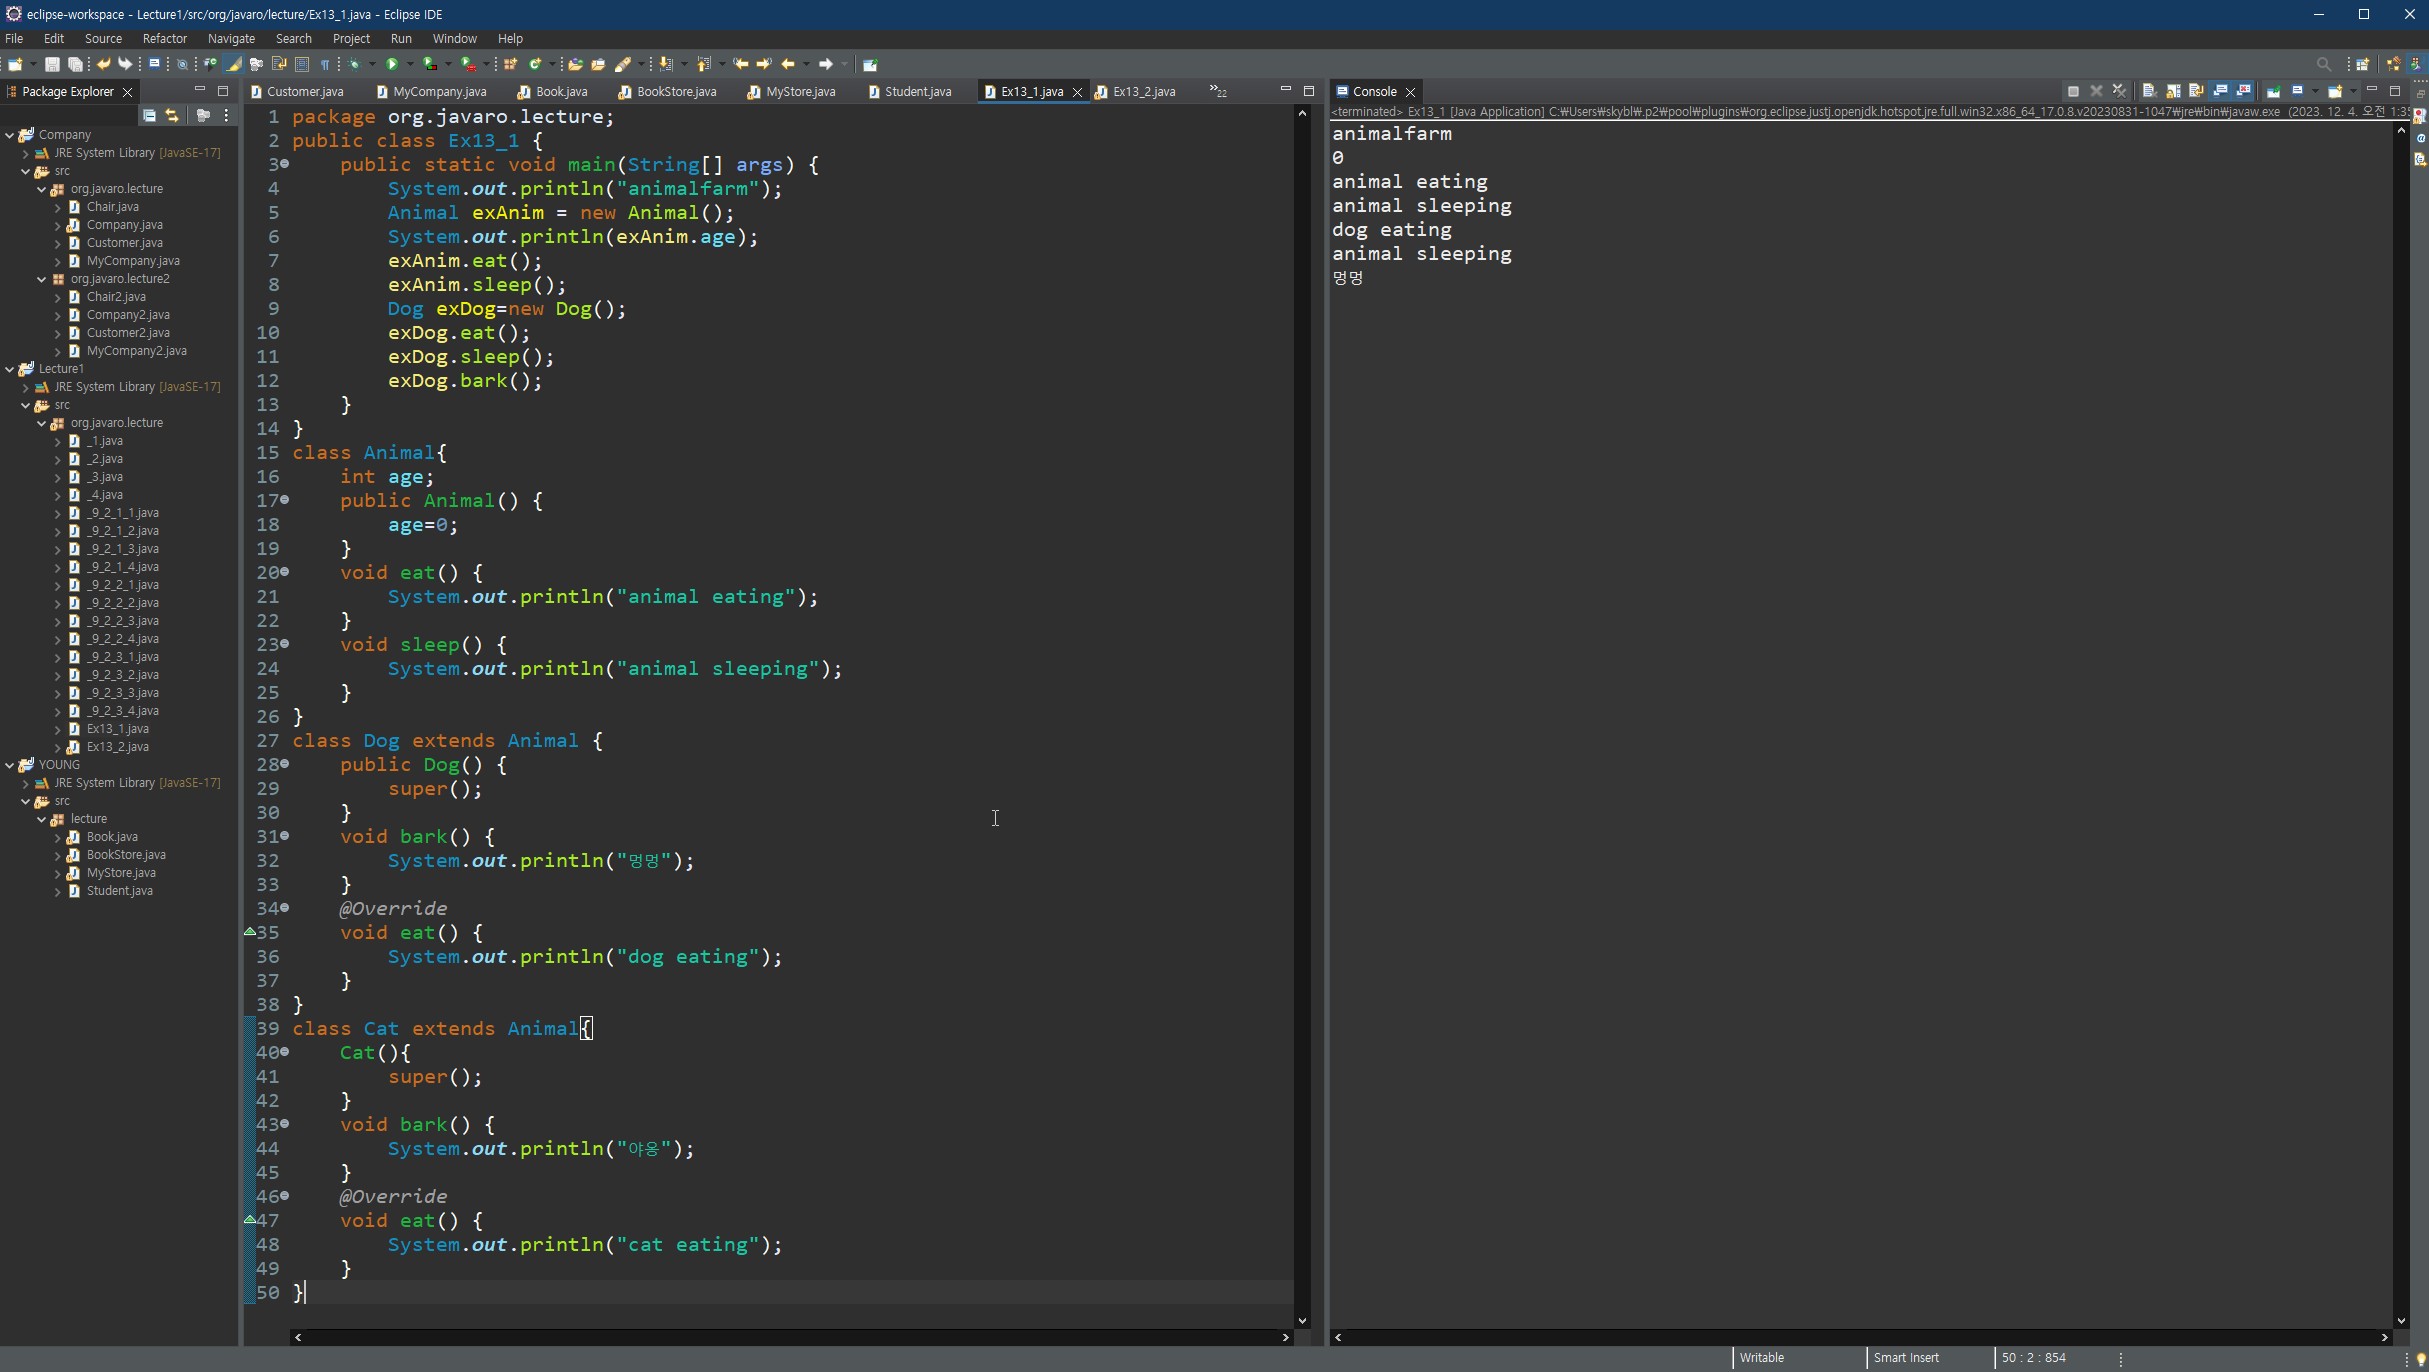 eclipse-workspace - Lecture1/src/org/javaro/lecture/Ex13_1.java - Eclipse IDE
File Edit Source Refactor Navigate Search Project Run Window Help
Package Explorer
Company
JRE System Library [JavaSE-17]
src
org.javaro.lecture
Chair.java
Company.java
Customer.java
MyCompany.java
org.javaro.lecture2
Chair2.java
Company2.java
Customer2.java
MyCompany2.java
Lecture1
JRE System Library [JavaSE-17]
src
org.javaro.lecture
_1.java
_2.java
_3.java
_4.java
_9_2_1_1.java
_9_2_1_2.java
_9_2_1_3.java
_9_2_1_4.java
_9_2_2_1.java
_9_2_2_2.java
_9_2_2_3.java
_9_2_2_4.java
_9_2_3_1.java
_9_2_3_2.java
_9_2_3_3.java
_9_2_3_4.java
Ex13_1.java
Ex13_2.java
YOUNG
JRE System Library [JavaSE-17]
src
lecture
Book.java
BookStore.java
MyStore.java
Student.java
Customer.java MyCompany.java Book.java BookStore.java MyStore.java Student.java Ex13_1.java Ex13_2.java »22
1 package org.javaro.lecture;
2 public class Ex13_1 {
3 public static void main(String[] args) {
4 System.out.println("animalfarm");
5 Animal exAnim = new Animal();
6 System.out.println(exAnim.age);
7 exAnim.eat();
8 exAnim.sleep();
9 Dog exDog=new Dog();
10 exDog.eat();
11 exDog.sleep();
12 exDog.bark();
13 }
14 }
15 class Animal{
16 int age;
17 public Animal() {
18 age=0;
19 }
20 void eat() {
21 System.out.println("animal eating");
22 }
23 void sleep() {
24 System.out.println("animal sleeping");
25 }
26 }
27 class Dog extends Animal {
28 public Dog() {
29 super();
30 }
31 void bark() {
32 System.out.println("멍멍");
33 }
34 @Override
35 void eat() {
36 System.out.println("dog eating");
37 }
38 }
39 class Cat extends Animal{
40 Cat(){
41 super();
42 }
43 void bark() {
44 System.out.println("야옹");
45 }
46 @Override
47 void eat() {
48 System.out.println("cat eating");
49 }
50 }
Console
<terminated> Ex13_1 [Java Application] C:₩Users₩skybl₩.p2₩pool₩plugins₩org.eclipse.justj.openjdk.hotspot.jre.full.win32.x86_64_17.0.8.v20230831-1047₩jre₩bin₩javaw.exe (2023. 12. 4. 오전 1:3
animalfarm
0
animal eating
animal sleeping
dog eating
animal sleeping
멍멍
Writable Smart Insert 50 : 2 : 854